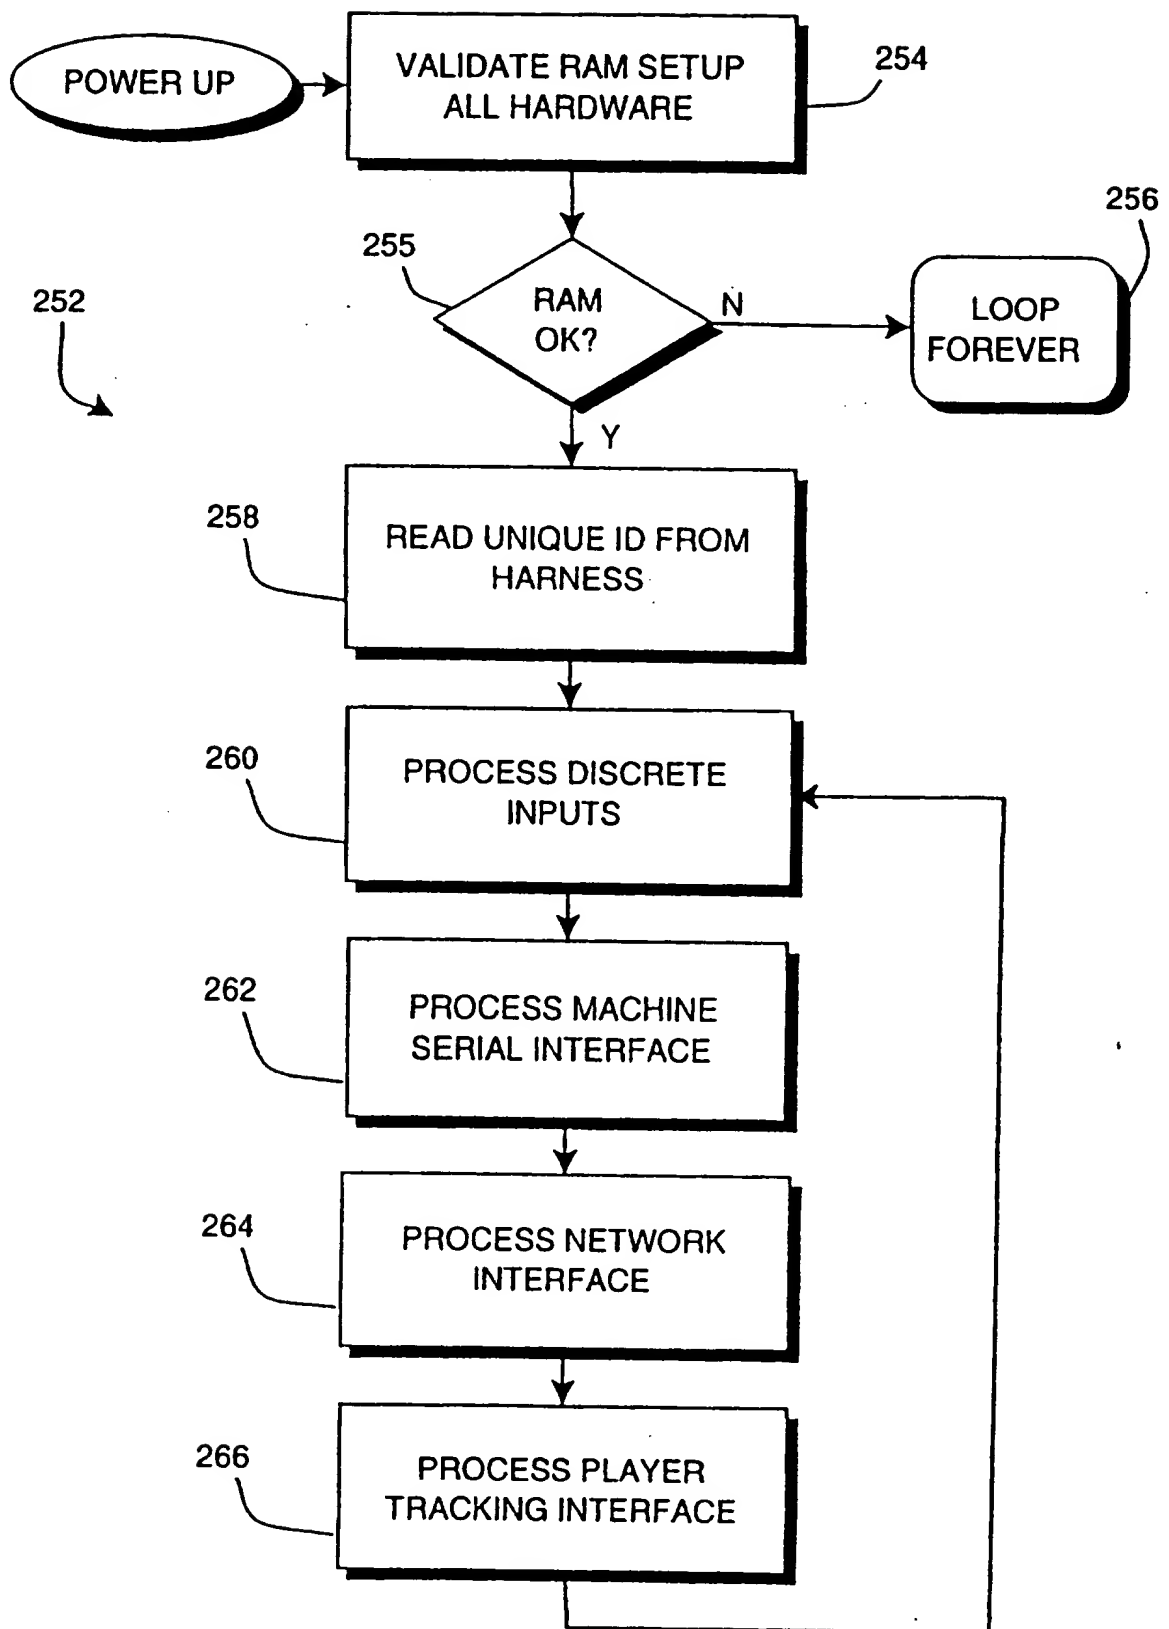 POWER UP
VALIDATE RAM SETUP
ALL HARDWARE
254
255
RAM
OK?
N
256
LOOP
FOREVER
252
Y
258
READ UNIQUE ID FROM
HARNESS
260
PROCESS DISCRETE
INPUTS
262
PROCESS MACHINE
SERIAL INTERFACE
264
PROCESS NETWORK
INTERFACE
266
PROCESS PLAYER
TRACKING INTERFACE